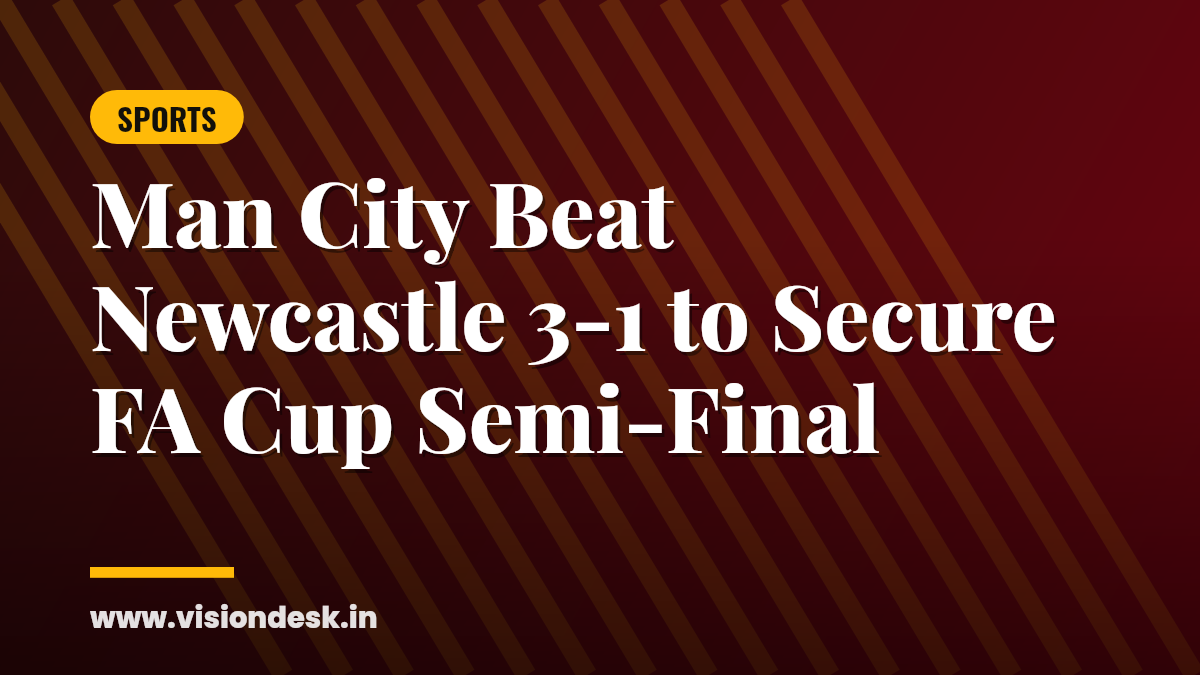 SPORTS
Man City Beat
Newcastle 3-1 to Secure
FA Cup Semi-Final
www.visiondesk.in